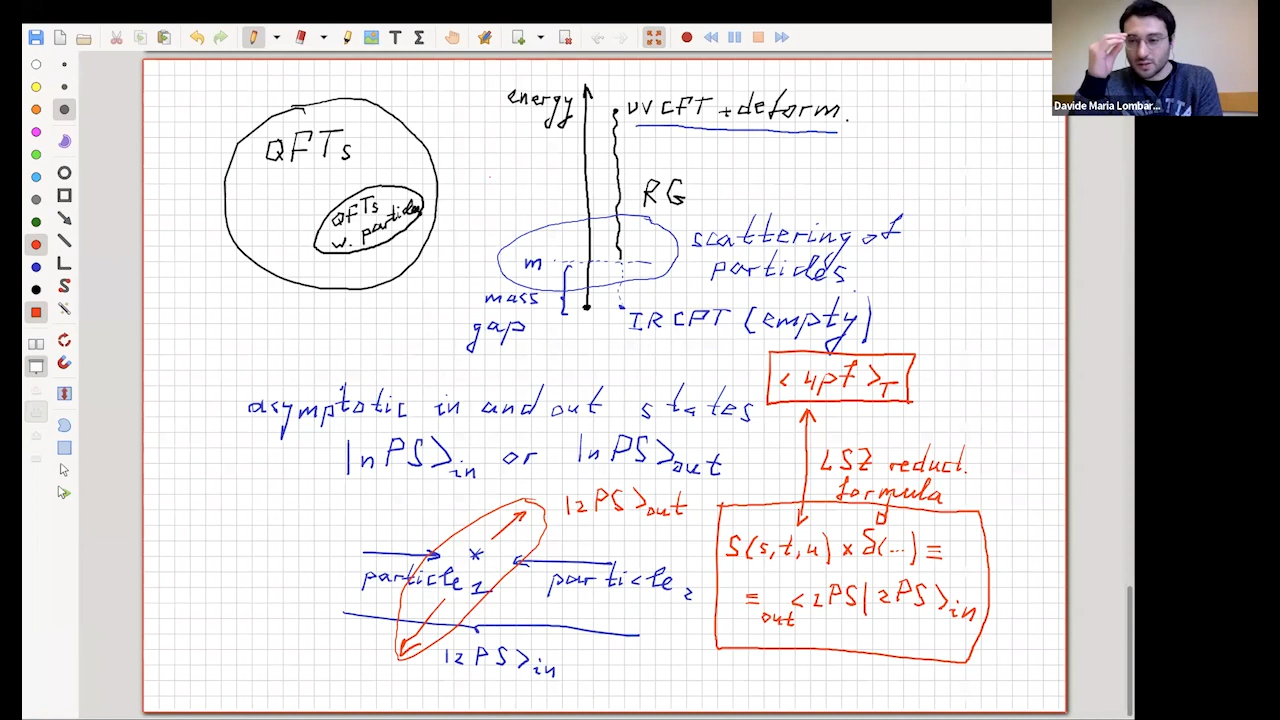 Davide Maria Lombar...
QFTs
QFTs
w. particles
energy
UV CFT + deform.
RG
m
mass
gap
scattering of
particles
IR CFT (empty)
asymptotic in and out states
|nPS>in or |nPS>out
<4pf>T
LSZ reduct.
formula
|2PS>out
particle 1
particle 2
|2PS>in
S(s,t,u) × δ(...) ≡
≡ out<2PS|2PS>in